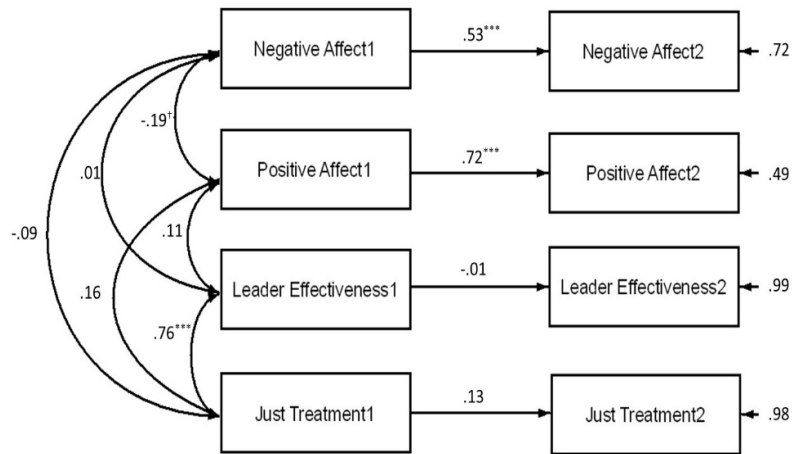 Negative Affect1
.53***
Negative Affect2
.72
-.19†
Positive Affect1
.72***
Positive Affect2
.49
.01
-.09
.11
Leader Effectiveness1
-.01
Leader Effectiveness2
.99
.16
.76***
Just Treatment1
.13
Just Treatment2
.98